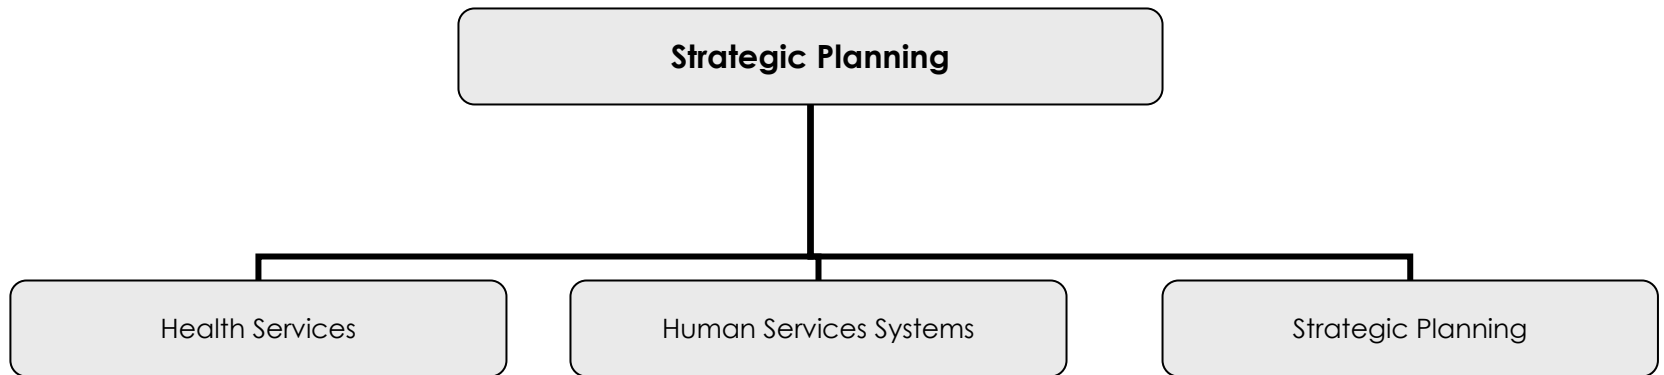 Strategic Planning
Health Services
Human Services Systems
Strategic Planning